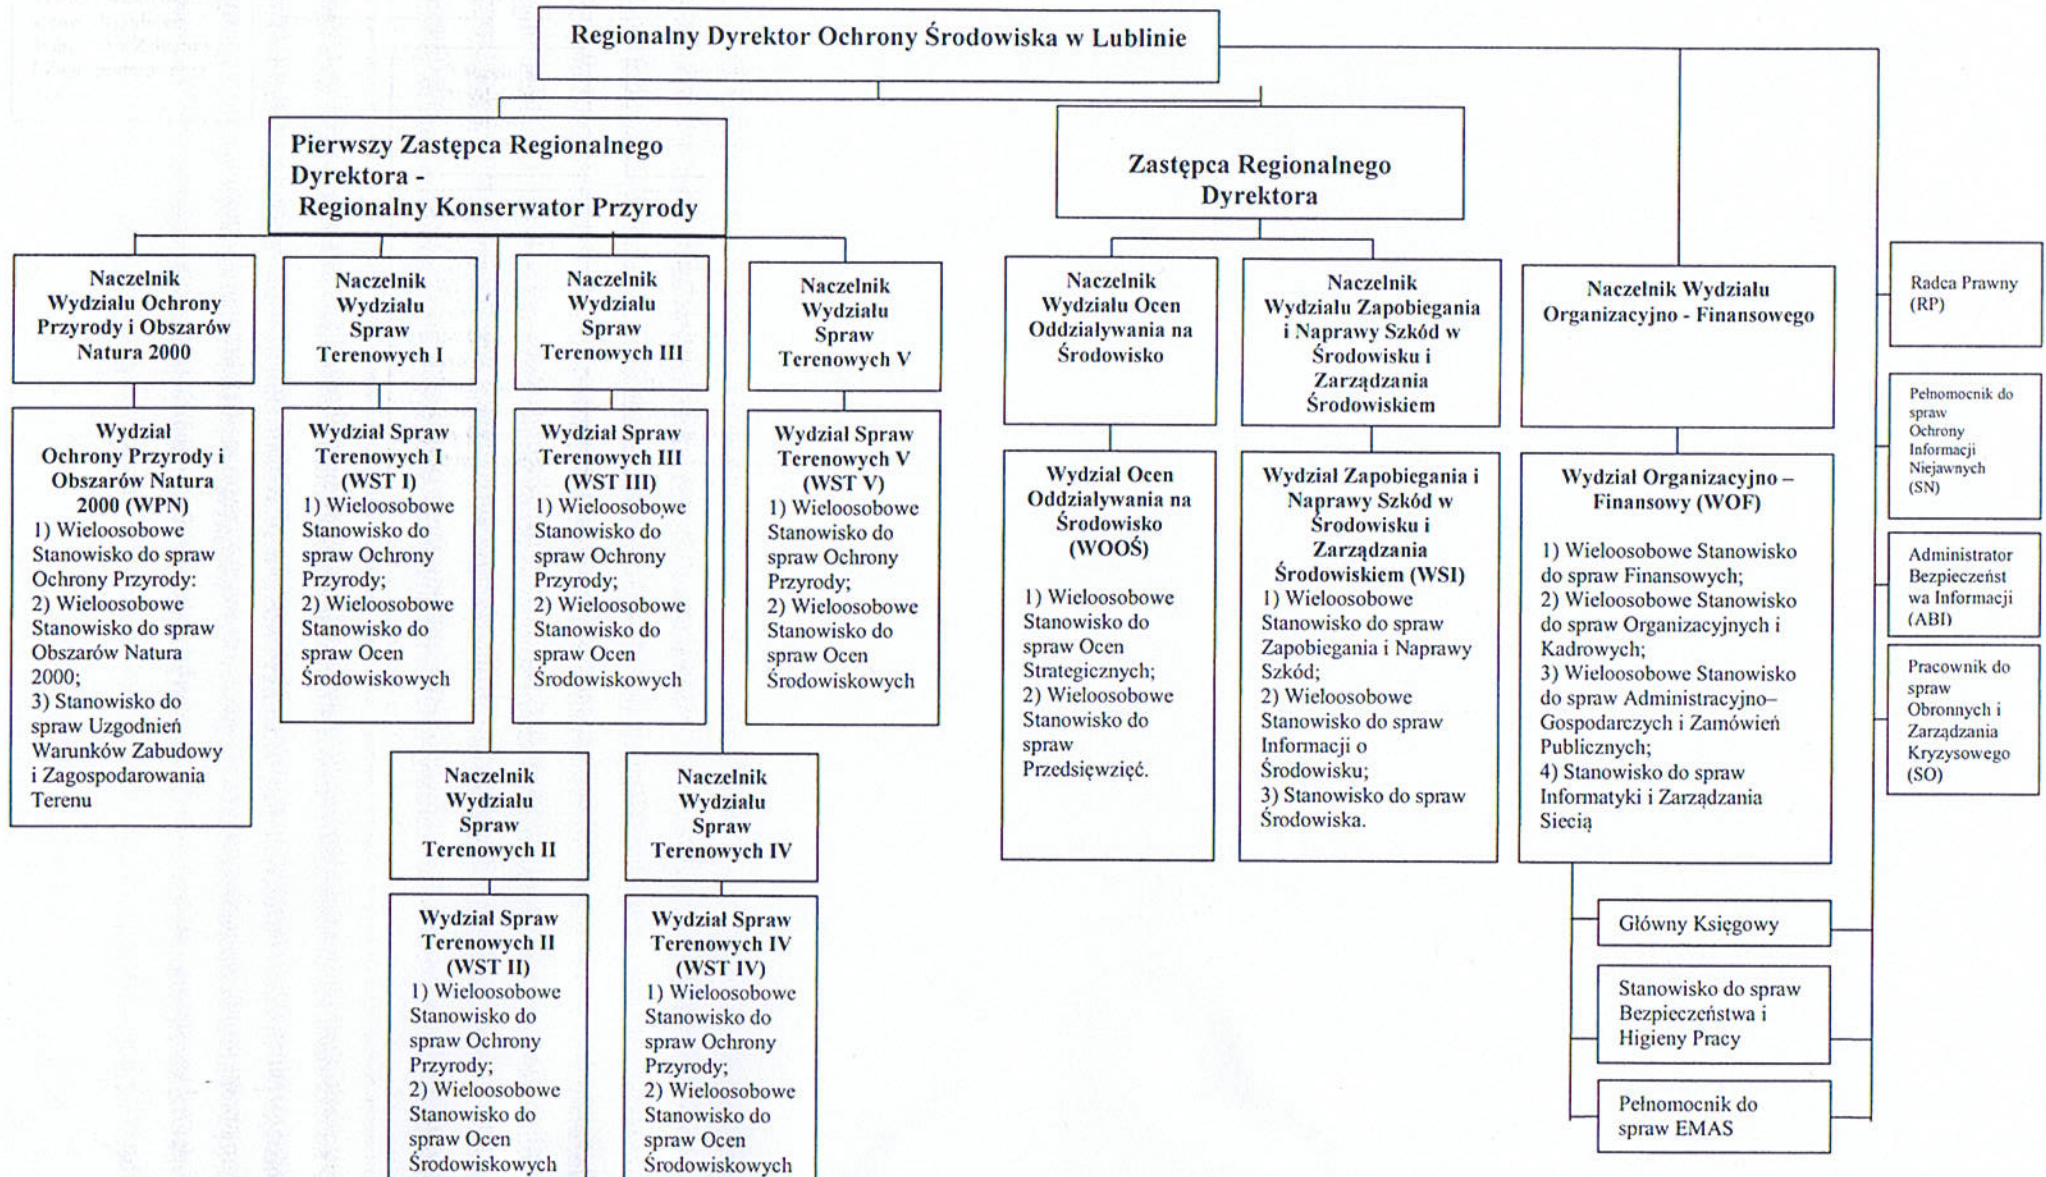 Regionalny Dyrektor Ochrony Środowiska w Lublinie
Pierwszy Zastępca Regionalnego
Dyrektora -
Regionalny Konserwator Przyrody
Zastępca Regionalnego
Dyrektora
Naczelnik
Wydziału Ochrony
Przyrody i Obszarów
Natura 2000
Naczelnik
Wydziału
Spraw
Terenowych I
Naczelnik
Wydziału
Spraw
Terenowych III
Naczelnik
Wydziału
Spraw
Terenowych V
Naczelnik
Wydziału Ocen
Oddziaływania na
Środowisko
Naczelnik
Wydziału Zapobiegania
i Naprawy Szkód w
Środowisku i
Zarządzania
Środowiskiem
Naczelnik Wydziału
Organizacyjno - Finansowego
Radca Prawny
(RP)
Pełnomocnik do
spraw
Ochrony
Informacji
Niejawnych
(SN)
Administrator
Bezpieczeńst
wa Informacji
(ABI)
Pracownik do
spraw
Obronnych i
Zarządzania
Kryzysowego
(SO)
Wydział
Ochrony Przyrody i
Obszarów Natura
2000 (WPN)
1) Wieloosobowe
Stanowisko do spraw
Ochrony Przyrody:
2) Wieloosobowe
Stanowisko do spraw
Obszarów Natura
2000;
3) Stanowisko do
spraw Uzgodnień
Warunków Zabudowy
i Zagospodarowania
Terenu
Wydział Spraw
Terenowych I
(WST I)
1) Wieloosobowe
Stanowisko do
spraw Ochrony
Przyrody;
2) Wieloosobowe
Stanowisko do
spraw Ocen
Środowiskowych
Wydział Spraw
Terenowych III
(WST III)
1) Wieloosobowe
Stanowisko do
spraw Ochrony
Przyrody;
2) Wieloosobowe
Stanowisko do
spraw Ocen
Środowiskowych
Wydział Spraw
Terenowych V
(WST V)
1) Wieloosobowe
Stanowisko do
spraw Ochrony
Przyrody;
2) Wieloosobowe
Stanowisko do
spraw Ocen
Środowiskowych
Wydział Ocen
Oddziaływania na
Środowisko
(WOOŚ)
1) Wieloosobowe
Stanowisko do
spraw Ocen
Strategicznych;
2) Wieloosobowe
Stanowisko do
spraw
Przedsięwzięć.
Wydział Zapobiegania i
Naprawy Szkód w
Środowisku i
Zarządzania
Środowiskiem (WSI)
1) Wieloosobowe
Stanowisko do spraw
Zapobiegania i Naprawy
Szkód;
2) Wieloosobowe
Stanowisko do spraw
Informacji o
Środowisku;
3) Stanowisko do spraw
Środowiska.
Wydział Organizacyjno –
Finansowy (WOF)
1) Wieloosobowe Stanowisko
do spraw Finansowych;
2) Wieloosobowe Stanowisko
do spraw Organizacyjnych i
Kadrowych;
3) Wieloosobowe Stanowisko
do spraw Administracyjno–
Gospodarczych i Zamówień
Publicznych;
4) Stanowisko do spraw
Informatyki i Zarządzania
Siecią
Naczelnik
Wydziału
Spraw
Terenowych II
Naczelnik
Wydziału
Spraw
Terenowych IV
Wydział Spraw
Terenowych II
(WST II)
1) Wieloosobowe
Stanowisko do
spraw Ochrony
Przyrody;
2) Wieloosobowe
Stanowisko do
spraw Ocen
Środowiskowych
Wydział Spraw
Terenowych IV
(WST IV)
1) Wieloosobowe
Stanowisko do
spraw Ochrony
Przyrody;
2) Wieloosobowe
Stanowisko do
spraw Ocen
Środowiskowych
Główny Księgowy
Stanowisko do spraw
Bezpieczeństwa i
Higieny Pracy
Pełnomocnik do
spraw EMAS